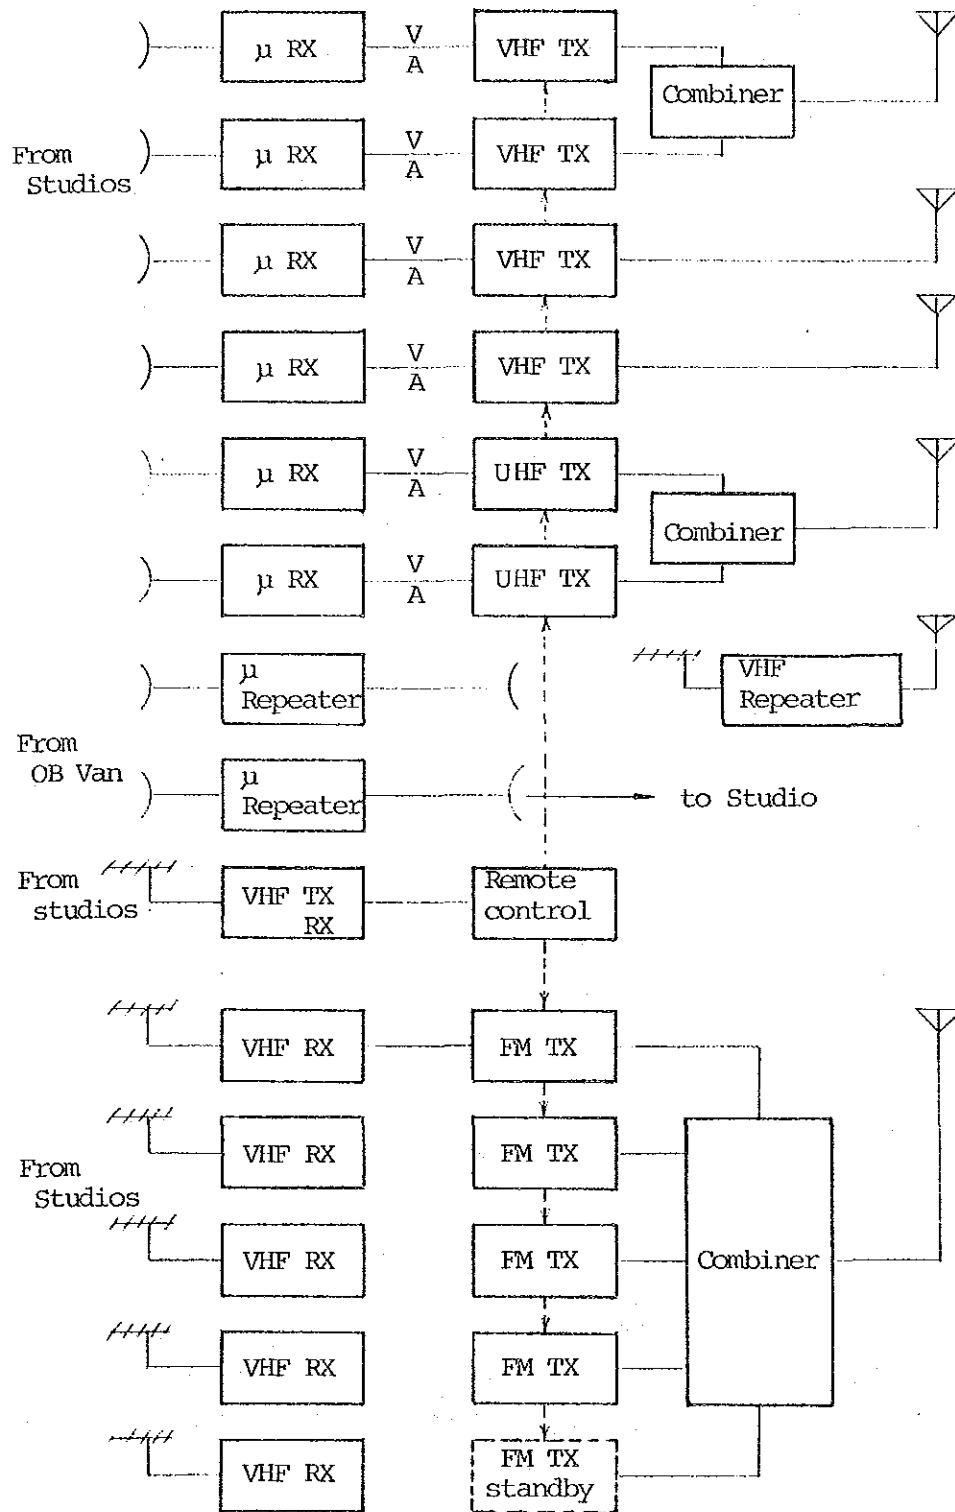 µ RX
V
A
VHF TX
Combiner
From
Studios
µ RX
V
A
VHF TX
µ RX
V
A
VHF TX
µ RX
V
A
VHF TX
µ RX
V
A
UHF TX
Combiner
µ RX
V
A
UHF TX
µ
Repeater
VHF
Repeater
From
OB Van
µ
Repeater
to Studio
From
studios
VHF TX
RX
Remote
control
VHF RX
FM TX
From
Studios
VHF RX
FM TX
VHF RX
FM TX
Combiner
VHF RX
FM TX
VHF RX
FM TX
standby